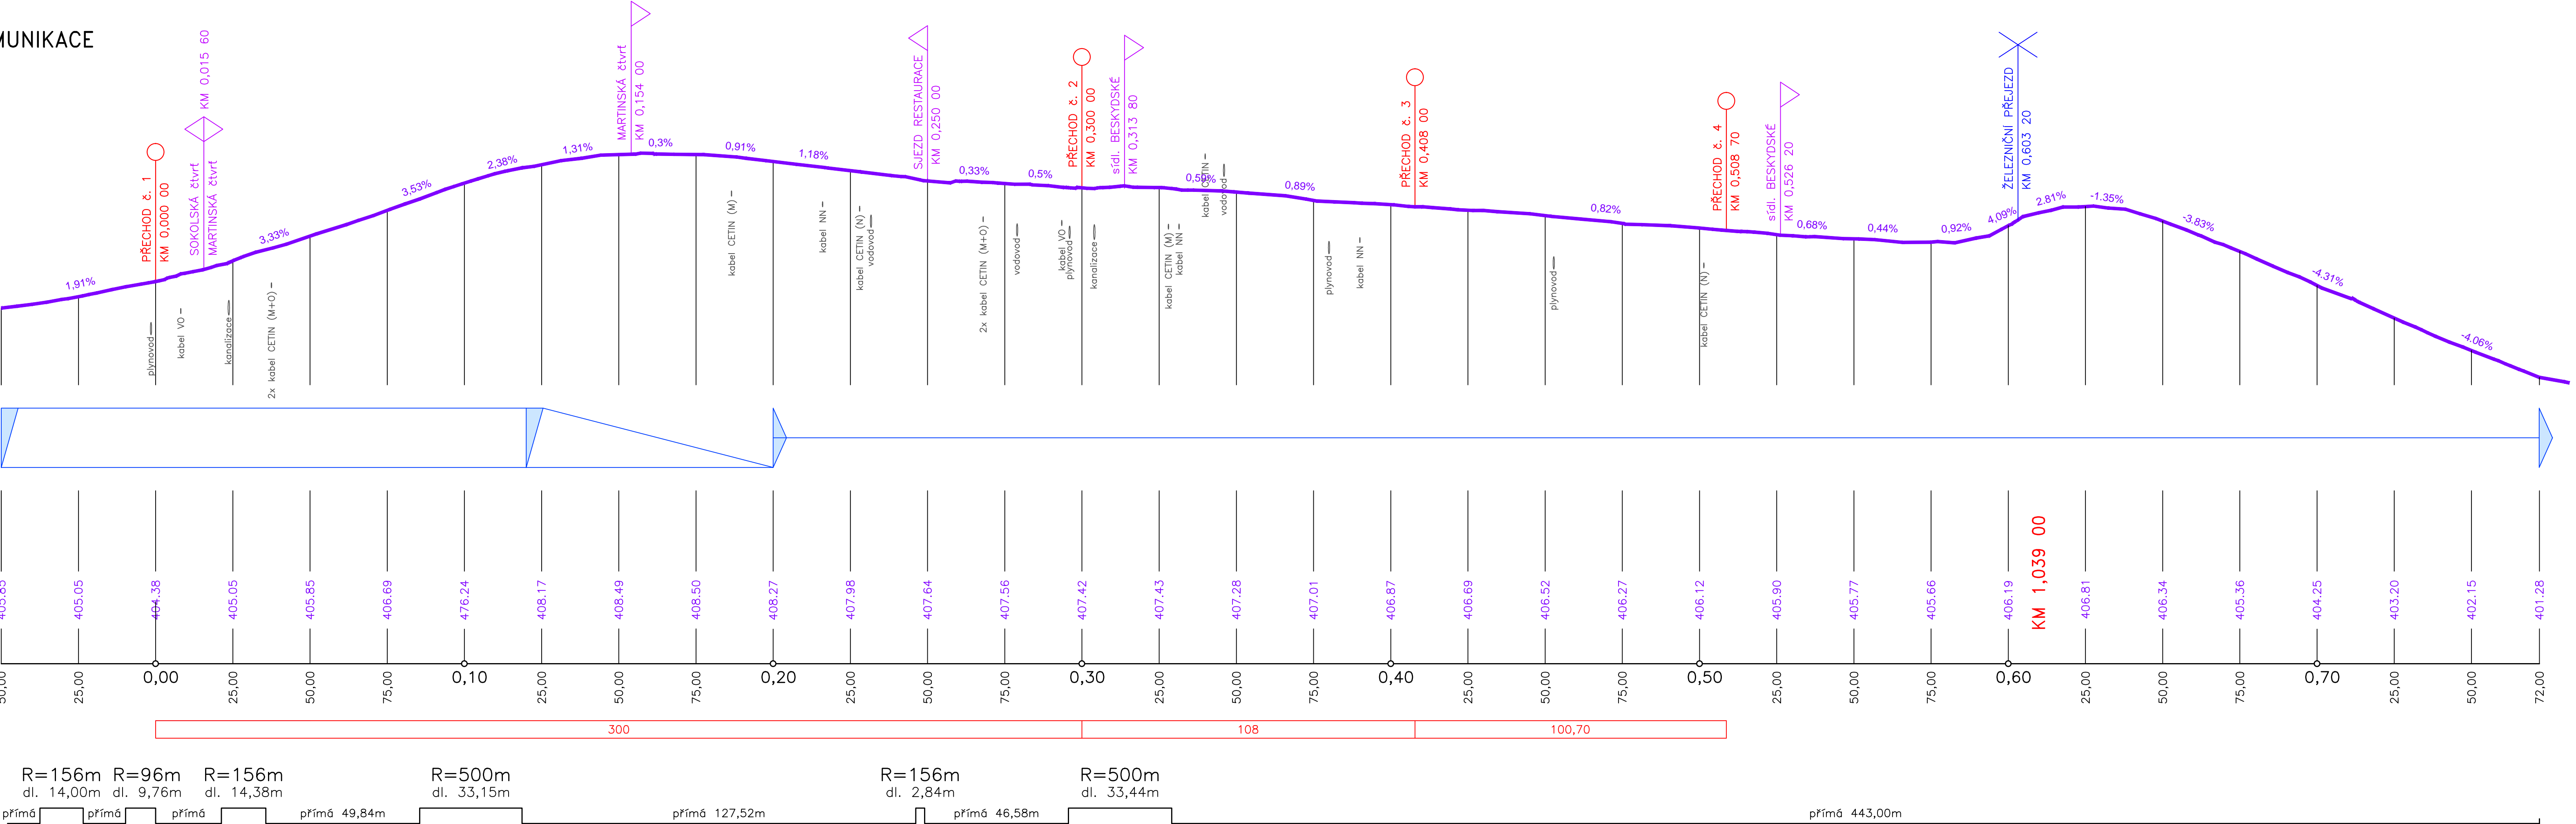 MUNIKACE
PŘECHOD č. 1
KM 0,000 00
SOKOLSKÁ čtvrť
MARTINSKÁ čtvrť
KM 0,015 60
MARTINSKÁ čtvrť
KM 0,154 00
SJEZD RESTAURACE
KM 0,250 00
PŘECHOD č. 2
KM 0,300 00
sídl. BESKYDSKÉ
KM 0,313 80
PŘECHOD č. 3
KM 0,408 00
PŘECHOD č. 4
KM 0,508 70
sídl. BESKYDSKÉ
KM 0,526 20
ŽELEZNIČNÍ PŘEJEZD
KM 0,603 20
1,91%
3,33%
3,53%
2,38%
1,31%
0,3%
0,91%
1,18%
0,33%
0,5%
0,59%
0,89%
0,82%
0,68%
0,44%
0,92%
4,09%
2.81%
-1.35%
-3.83%
-4.31%
-4.06%
plynovod
kabel VO
kanalizace
2x kabel CETIN (M+O)
kabel CETIN (M)
kabel NN
kabel CETIN (N)
vodovod
2x kabel CETIN (M+O)
vodovod
kabel VO
plynovod
kanalizace
kabel CETIN (M)
kabel NN
kabel CETIN
vodovod
plynovod
kabel NN
plynovod
kabel CETIN (N)
405.85
405.05
404.38
405.05
405.85
406.69
476.24
408.17
408.49
408.50
408.27
407.98
407.64
407.56
407.42
407.43
407.28
407.01
406.87
406.69
406.52
406.27
406.12
405.90
405.77
405.66
406.19
KM 1,039 00
406.81
406.34
405.36
404.25
403.20
402.15
401.28
50,00
25,00
0,00
25,00
50,00
75,00
0,10
25,00
50,00
75,00
0,20
25,00
50,00
75,00
0,30
25,00
50,00
75,00
0,40
25,00
50,00
75,00
0,50
25,00
50,00
75,00
0,60
25,00
50,00
75,00
0,70
25,00
50,00
72,00
300
108
100,70
R=156m
dl. 14,00m
R=96m
dl. 9,76m
R=156m
dl. 14,38m
R=500m
dl. 33,15m
R=156m
dl. 2,84m
R=500m
dl. 33,44m
přímá
přímá
přímá
přímá 49,84m
přímá 127,52m
přímá 46,58m
přímá 443,00m